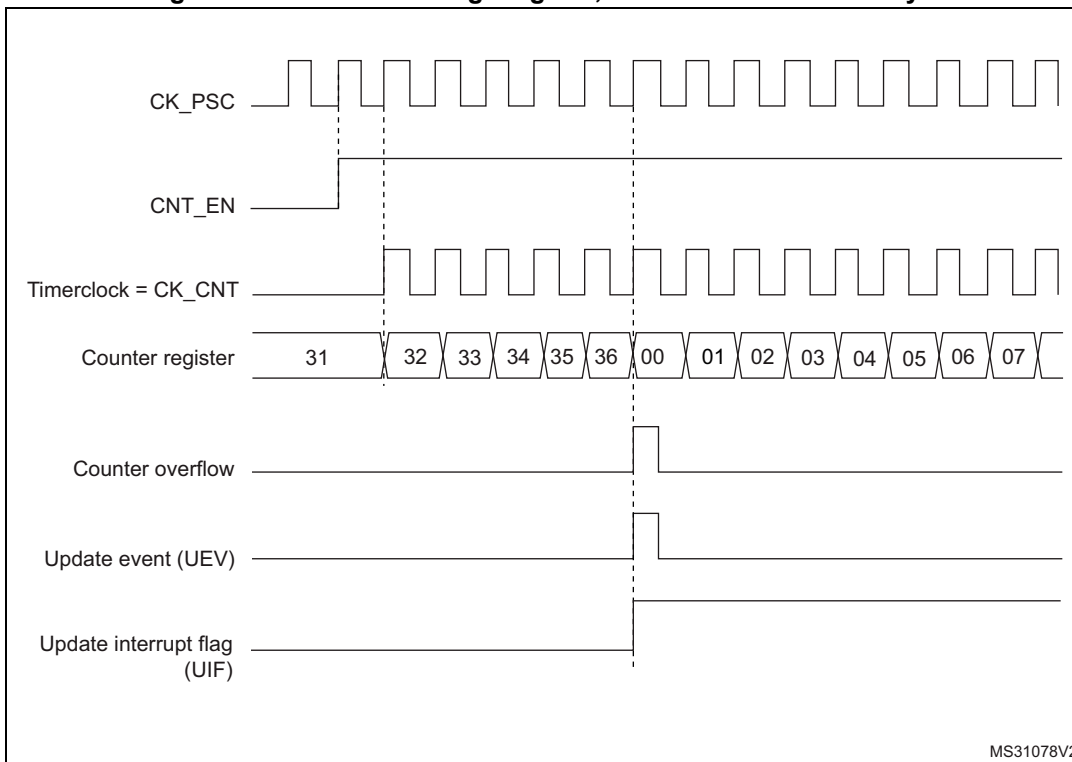 CK_PSC
CNT_EN
Timerclock = CK_CNT
Counter register 31 32 33 34 35 36 00 01 02 03 04 05 06 07
Counter overflow
Update event (UEV)
Update interrupt flag
(UIF)
MS31078V2